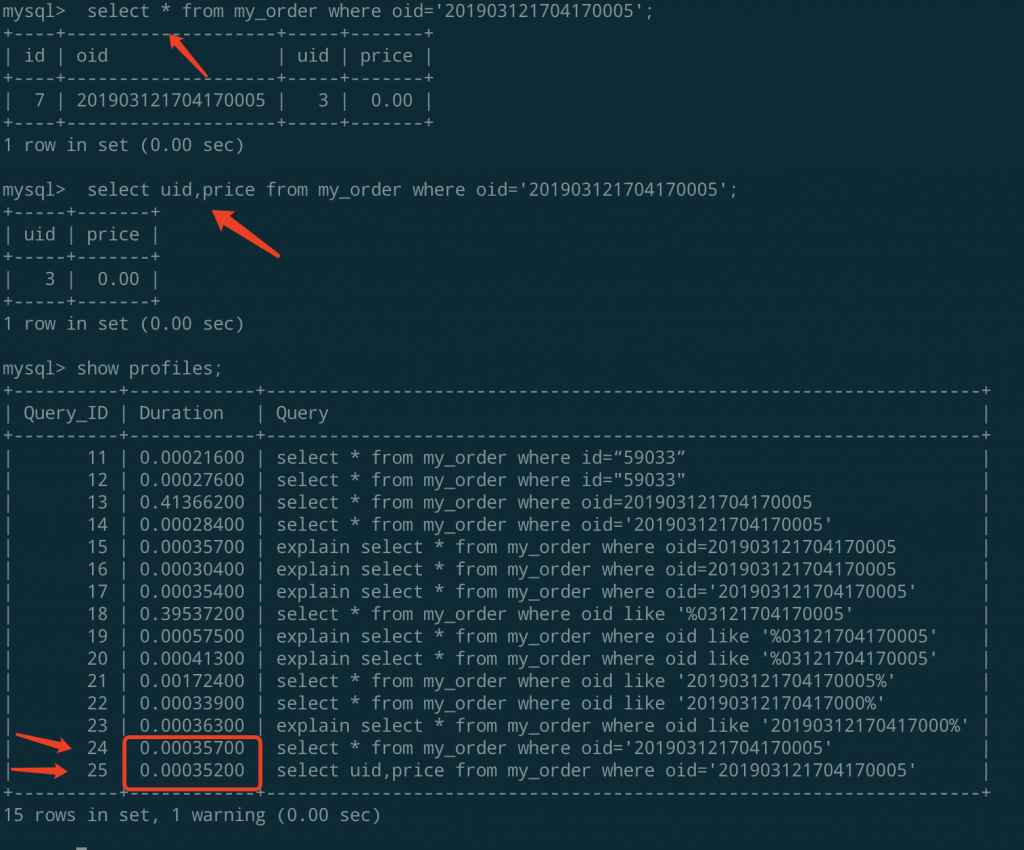 mysql>  select * from my_order where oid='201903121704170005';
+----+--------------------+-----+-------+
| id | oid                | uid | price |
+----+--------------------+-----+-------+
|  7 | 201903121704170005 |   3 |  0.00 |
+----+--------------------+-----+-------+
1 row in set (0.00 sec)
mysql>  select uid,price from my_order where oid='201903121704170005';
+-----+-------+
| uid | price |
+-----+-------+
|   3 |  0.00 |
+-----+-------+
1 row in set (0.00 sec)
mysql> show profiles;
+----------+------------+--------------------------------------------------------------------+
| Query_ID | Duration   | Query                                                              |
+----------+------------+--------------------------------------------------------------------+
|       11 | 0.00021600 | select * from my_order where id=“59033”                            |
|       12 | 0.00027600 | select * from my_order where id="59033"                            |
|       13 | 0.41366200 | select * from my_order where oid=201903121704170005                |
|       14 | 0.00028400 | select * from my_order where oid='201903121704170005'              |
|       15 | 0.00035700 | explain select * from my_order where oid=201903121704170005        |
|       16 | 0.00030400 | explain select * from my_order where oid=201903121704170005        |
|       17 | 0.00035400 | explain select * from my_order where oid='201903121704170005'      |
|       18 | 0.39537200 | select * from my_order where oid like '%03121704170005'            |
|       19 | 0.00057500 | explain select * from my_order where oid like '%03121704170005'    |
|       20 | 0.00041300 | explain select * from my_order where oid like '%03121704170005'    |
|       21 | 0.00172400 | select * from my_order where oid like '201903121704170005%'        |
|       22 | 0.00033900 | select * from my_order where oid like '20190312170417000%'         |
|       23 | 0.00036300 | explain select * from my_order where oid like '20190312170417000%' |
|       24 | 0.00035700 | select * from my_order where oid='201903121704170005'              |
|       25 | 0.00035200 | select uid,price from my_order where oid='201903121704170005'      |
+----------+------------+--------------------------------------------------------------------+
15 rows in set, 1 warning (0.00 sec)